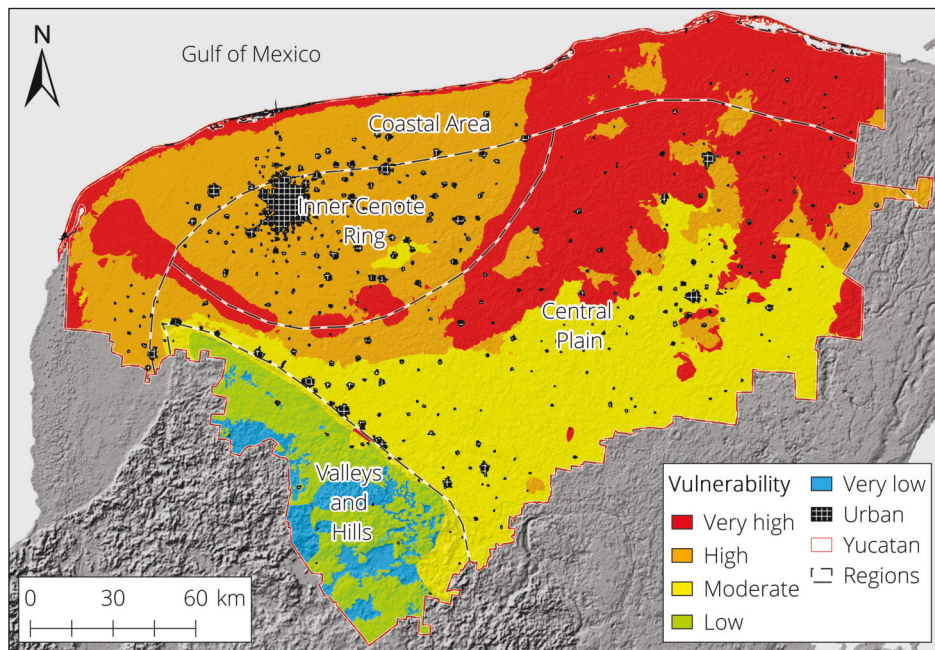 N
Gulf of Mexico
Coastal Area
Inner Cenote
Ring
Central
Plain
Valleys
and
Hills
Vulnerability
Very high
High
Moderate
Low
Very low
Urban
Yucatan
Regions
0 30 60 km